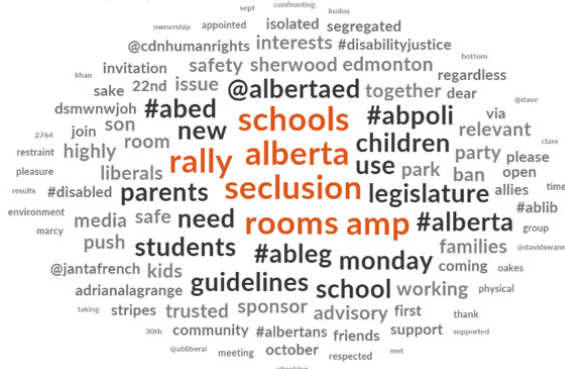 sept confronting kudos
ownership appointed isolated segregated
@cdnhumanrights interests #disabilityjustice
invitation safety sherwood edmonton bottom
khan sake 22nd issue @albertaed together dear regardless
dsmwnwjoh #abed schools #abpoli via @dave
2764 join son new children relevant class
restraint highly room rally alberta use park party please
pleasure liberals seclusion ban open
results #disabled parents legislature allies time
environment media safe need rooms amp #alberta #ablib
marcy push students #ableg monday families group @davidswann
@jantafrench kids guidelines school coming oakes
adrianalagrange working physical
taking stripes trusted sponsor advisory first thank
30th community #albertans friends support supported
@abliberal meeting october respected met